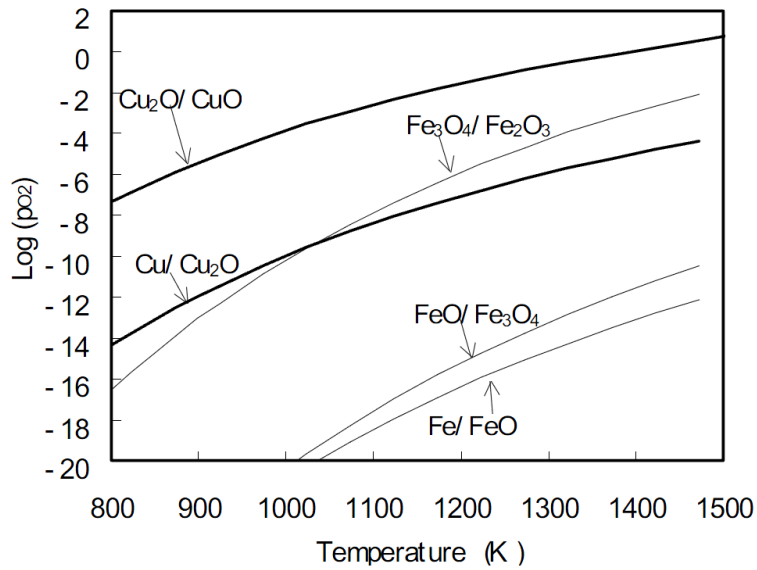 2
0
- 2
- 4
- 6
- 8
- 10
- 12
- 14
- 16
- 18
- 20
Log (pO2)
Cu₂O/ CuO
Fe₃O₄/ Fe₂O₃
Cu/ Cu₂O
FeO/ Fe₃O₄
Fe/ FeO
800 900 1000 1100 1200 1300 1400 1500
Temperature (K )